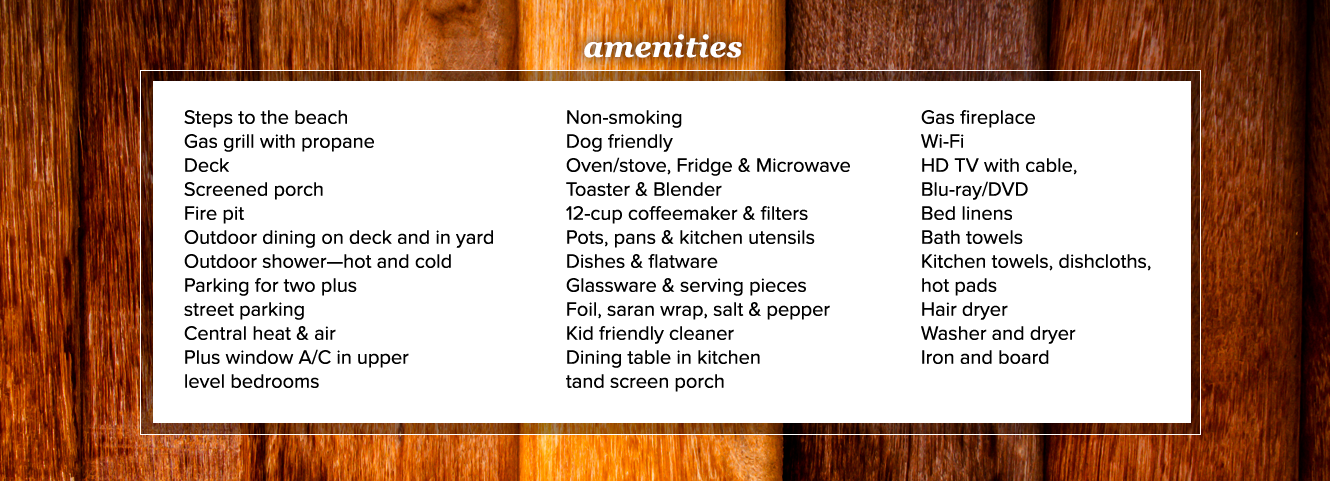 amenities
Steps to the beach
Gas grill with propane
Deck
Screened porch
Fire pit
Outdoor dining on deck and in yard
Outdoor shower—hot and cold
Parking for two plus
street parking
Central heat & air
Plus window A/C in upper
level bedrooms
Non-smoking
Dog friendly
Oven/stove, Fridge & Microwave
Toaster & Blender
12-cup coffeemaker & filters
Pots, pans & kitchen utensils
Dishes & flatware
Glassware & serving pieces
Foil, saran wrap, salt & pepper
Kid friendly cleaner
Dining table in kitchen
tand screen porch
Gas fireplace
Wi-Fi
HD TV with cable,
Blu-ray/DVD
Bed linens
Bath towels
Kitchen towels, dishcloths,
hot pads
Hair dryer
Washer and dryer
Iron and board